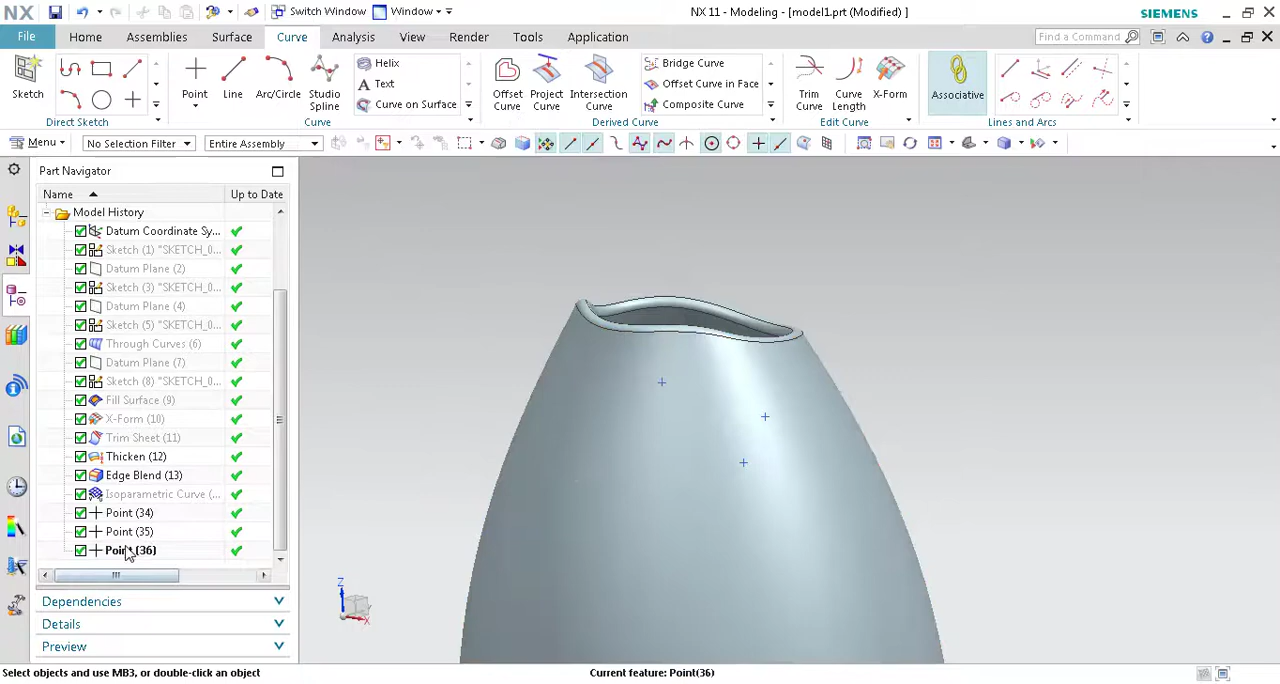 NX Switch Window Window NX 11 - Modeling - [model1.prt (Modified) ] SIEMENS
File Home Assemblies Surface Curve Analysis View Render Tools Application Find a Command
Sketch Point Line Arc/Circle Studio Spline Helix Text Curve on Surface Offset Curve Project Curve Intersection Curve Bridge Curve Offset Curve in Face Composite Curve Trim Curve Curve Length X-Form Associative
Direct Sketch Curve Derived Curve Edit Curve Lines and Arcs
Menu No Selection Filter Entire Assembly
Part Navigator
Name Up to Date
Model History
Datum Coordinate Sy...
Sketch (1) "SKETCH_0...
Datum Plane (2)
Sketch (3) "SKETCH_0...
Datum Plane (4)
Sketch (5) "SKETCH_0...
Through Curves (6)
Datum Plane (7)
Sketch (8) "SKETCH_0...
Fill Surface (9)
X-Form (10)
Trim Sheet (11)
Thicken (12)
Edge Blend (13)
Isoparametric Curve (...
Point (34)
Point (35)
Point (36)
Dependencies
Details
Preview
Z
X
Select objects and use MB3, or double-click an object Current feature: Point(36)